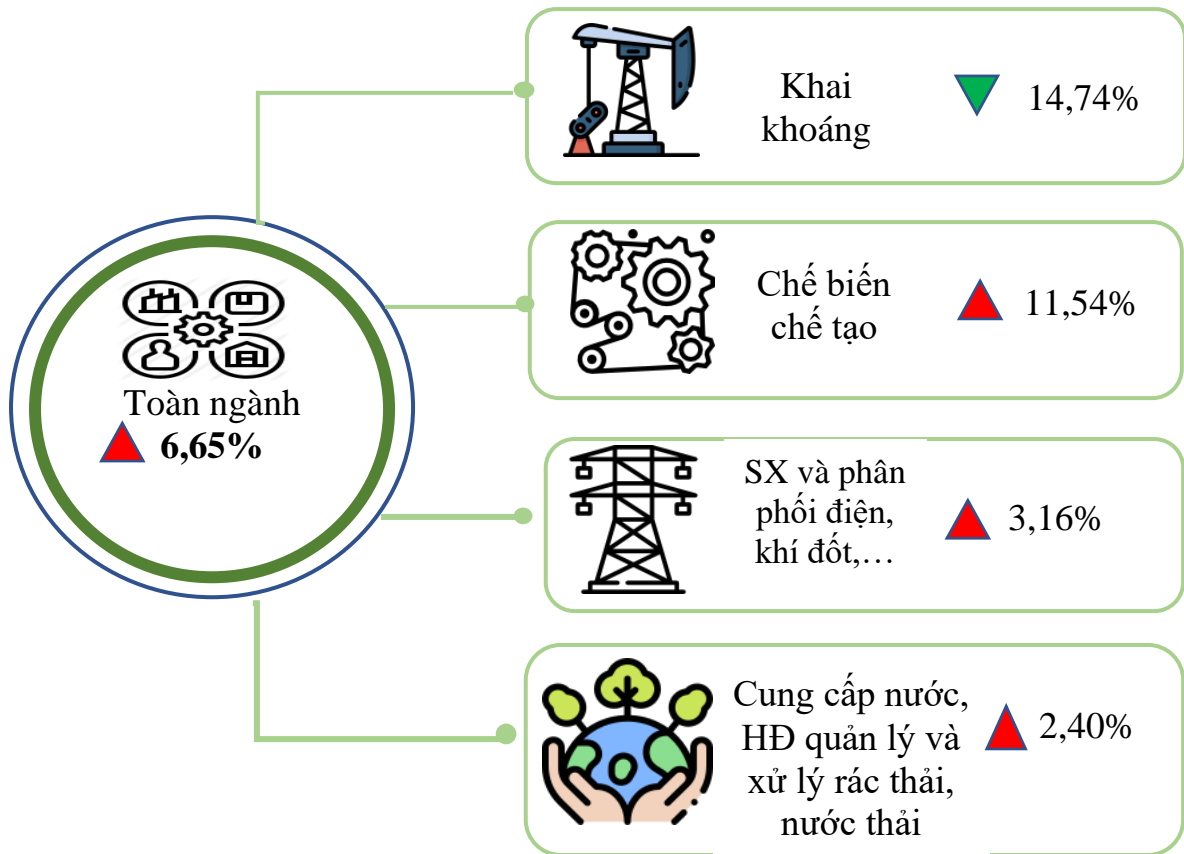 Toàn ngành
6,65%
Khai
khoáng
14,74%
Chế biến
chế tạo
11,54%
SX và phân
phối điện,
khí đốt,…
3,16%
Cung cấp nước,
HĐ quản lý và
xử lý rác thải,
nước thải
2,40%